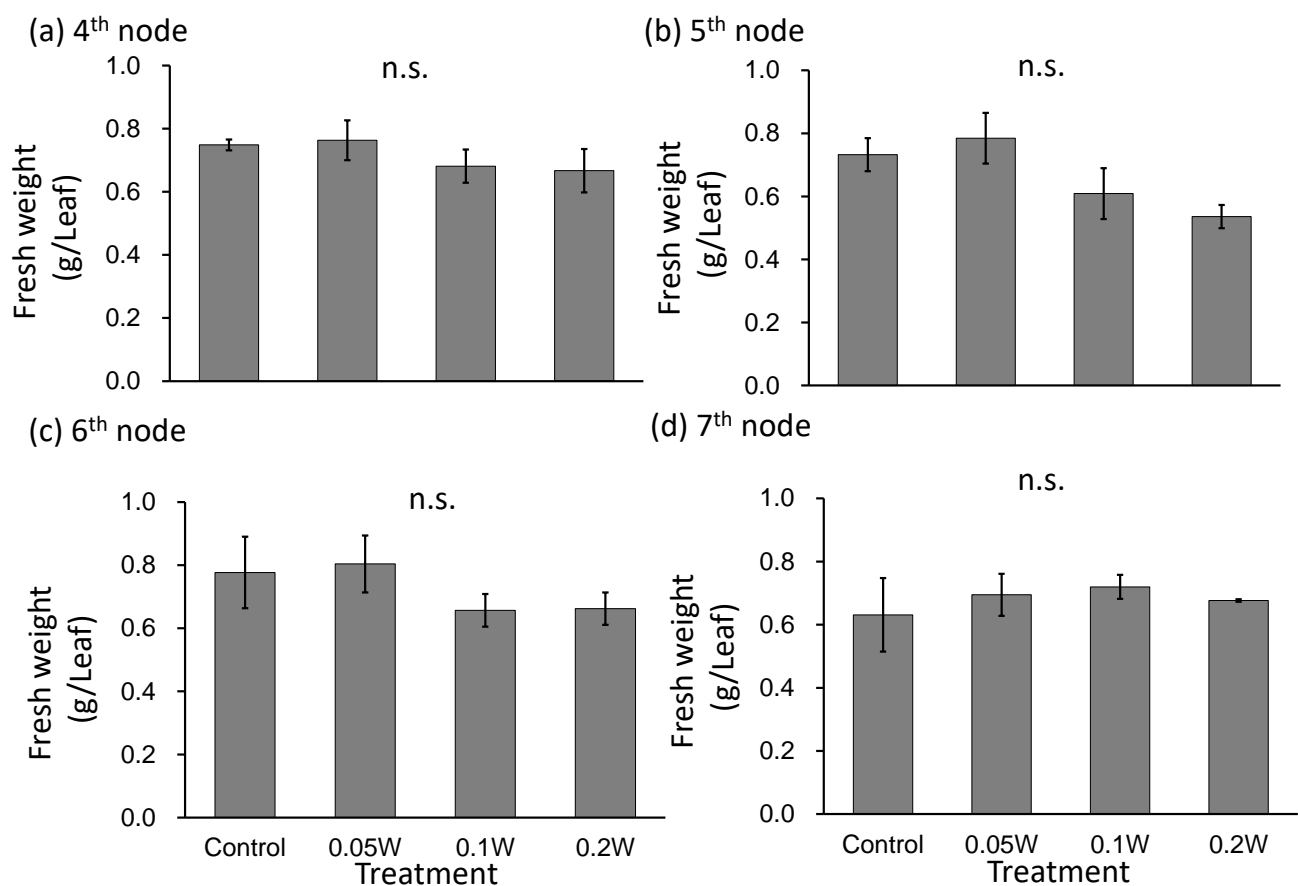 (a) 4th node
n.s.
1.0
0.8
0.6
0.4
0.2
0.0
Fresh weight
(g/Leaf)
(b) 5th node
n.s.
1.0
0.8
0.6
0.4
0.2
0.0
Fresh weight
(g/Leaf)
(c) 6th node
n.s.
1.0
0.8
0.6
0.4
0.2
0.0
Fresh weight
(g/Leaf)
Control 0.05W 0.1W 0.2W
Treatment
(d) 7th node
n.s.
1.0
0.8
0.6
0.4
0.2
0.0
Fresh weight
(g/Leaf)
Control 0.05W 0.1W 0.2W
Treatment